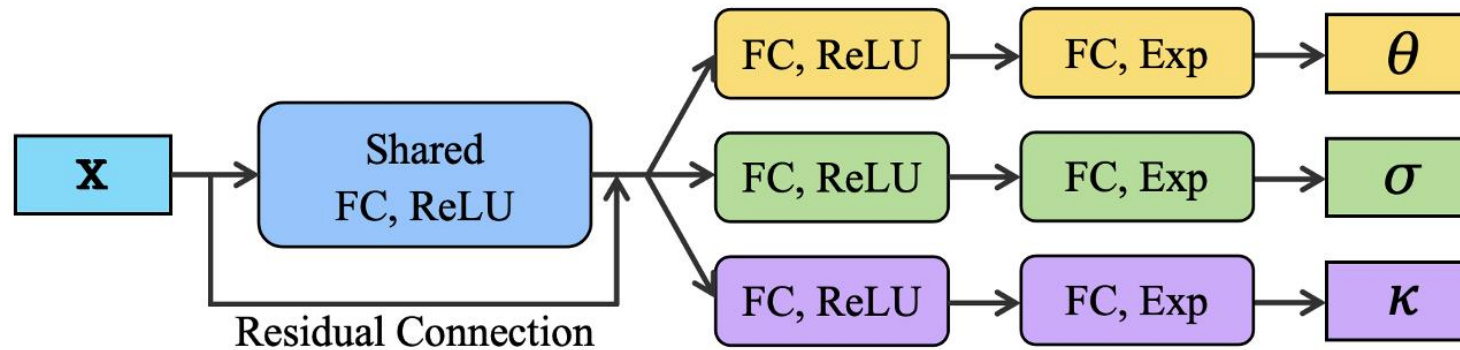 x
Shared
FC, ReLU
Residual Connection
FC, ReLU
FC, Exp
θ
FC, ReLU
FC, Exp
σ
FC, ReLU
FC, Exp
κ